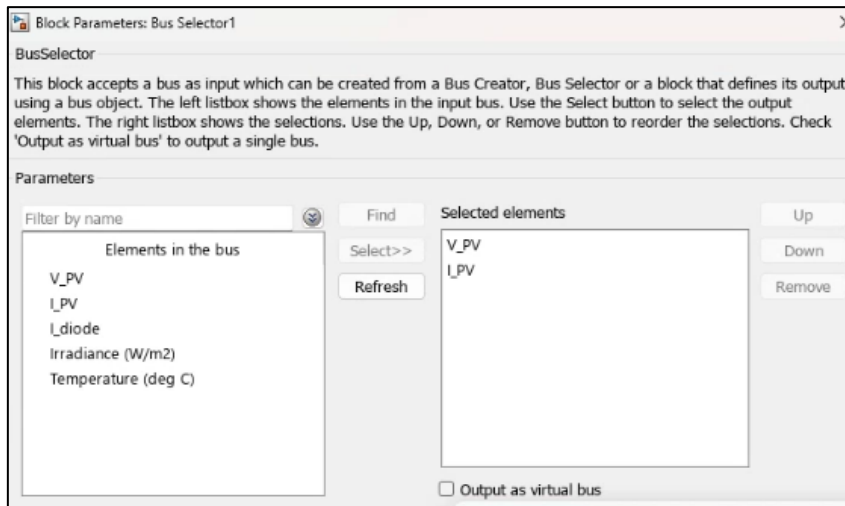 Block Parameters: Bus Selector1
BusSelector
This block accepts a bus as input which can be created from a Bus Creator, Bus Selector or a block that defines its output
using a bus object. The left listbox shows the elements in the input bus. Use the Select button to select the output
elements. The right listbox shows the selections. Use the Up, Down, or Remove button to reorder the selections. Check
'Output as virtual bus' to output a single bus.
Parameters
Filter by name
Find
Selected elements
Up
Elements in the bus
Select>>
V_PV
Down
V_PV
I_PV
Refresh
Remove
I_PV
I_diode
Irradiance (W/m2)
Temperature (deg C)
Output as virtual bus